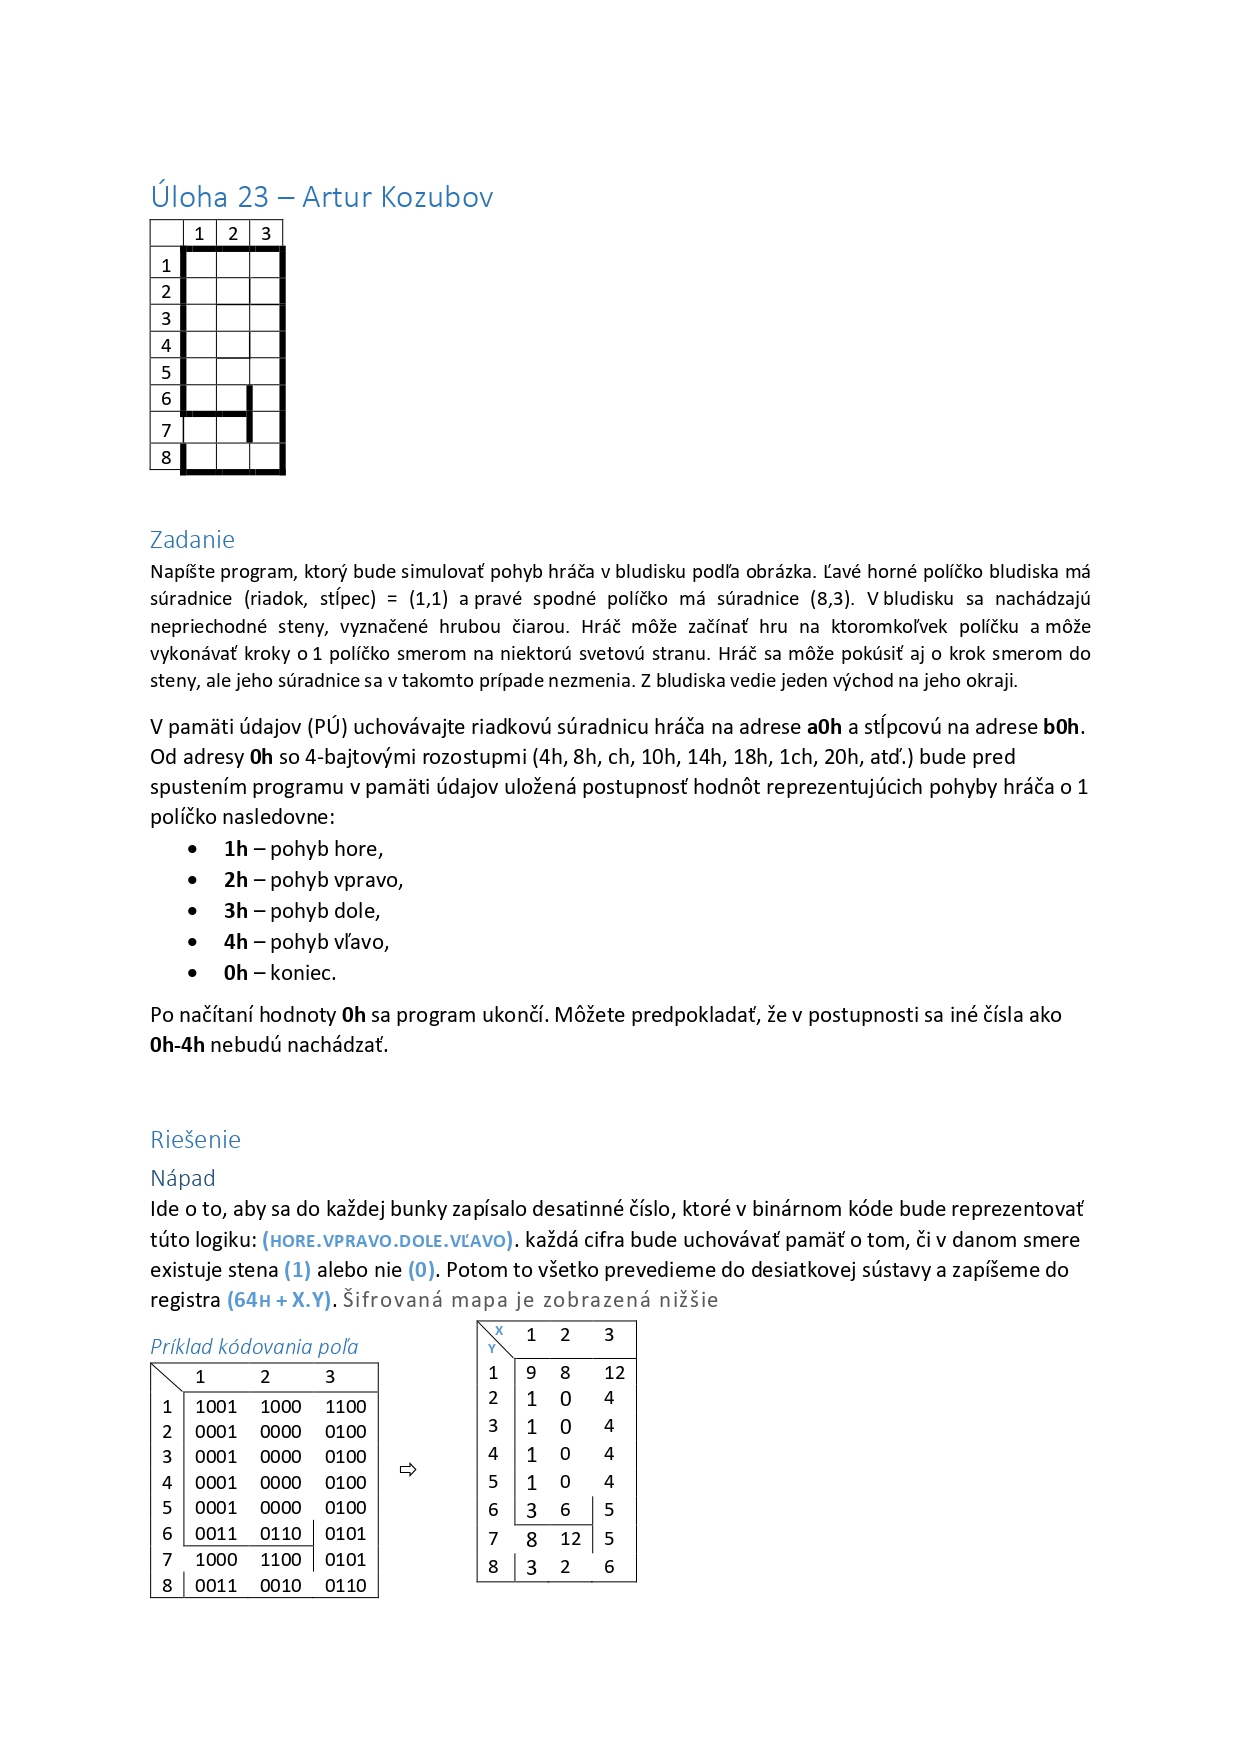 Úloha 23 – Artur Kozubov
1 2 3
1
2
3
4
5
6
7
8
Zadanie
Napíšte program, ktorý bude simulovať pohyb hráča v bludisku podľa obrázka. Ľavé horné políčko bludiska má
súradnice (riadok, stĺpec) = (1,1) a pravé spodné políčko má súradnice (8,3). V bludisku sa nachádzajú
nepriechodné steny, vyznačené hrubou čiarou. Hráč môže začínať hru na ktoromkoľvek políčku a môže
vykonávať kroky o 1 políčko smerom na niektorú svetovú stranu. Hráč sa môže pokúsiť aj o krok smerom do
steny, ale jeho súradnice sa v takomto prípade nezmenia. Z bludiska vedie jeden východ na jeho okraji.
V pamäti údajov (PÚ) uchovávajte riadkovú súradnicu hráča na adrese a0h a stĺpcovú na adrese b0h.
Od adresy 0h so 4-bajtovými rozostupmi (4h, 8h, ch, 10h, 14h, 18h, 1ch, 20h, atď.) bude pred
spustením programu v pamäti údajov uložená postupnosť hodnôt reprezentujúcich pohyby hráča o 1
políčko nasledovne:
• 1h – pohyb hore,
• 2h – pohyb vpravo,
• 3h – pohyb dole,
• 4h – pohyb vľavo,
• 0h – koniec.
Po načítaní hodnoty 0h sa program ukončí. Môžete predpokladať, že v postupnosti sa iné čísla ako
0h-4h nebudú nachádzať.
Riešenie
Nápad
Ide o to, aby sa do každej bunky zapísalo desatinné číslo, ktoré v binárnom kóde bude reprezentovať
túto logiku: (HORE.VPRAVO.DOLE.VĽAVO). každá cifra bude uchovávať pamäť o tom, či v danom smere
existuje stena (1) alebo nie (0). Potom to všetko prevedieme do desiatkovej sústavy a zapíšeme do
registra (64H + X.Y). Šifrovaná mapa je zobrazená nižšie
Príklad kódovania poľa
1 2 3
1 1001 1000 1100
2 0001 0000 0100
3 0001 0000 0100
4 0001 0000 0100
5 0001 0000 0100
6 0011 0110 0101
7 1000 1100 0101
8 0011 0010 0110
⇨
X
Y
1 2 3
1 9 8 12
2 1 0 4
3 1 0 4
4 1 0 4
5 1 0 4
6 3 6 5
7 8 12 5
8 3 2 6